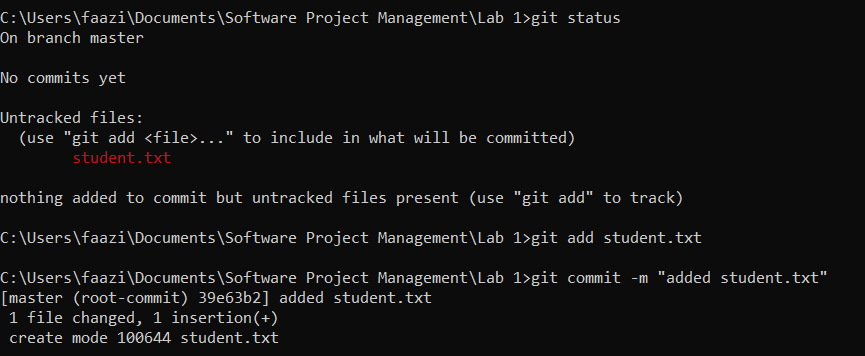 C:\Users\faazi\Documents\Software Project Management\Lab 1>git status
On branch master
No commits yet
Untracked files:
  (use "git add <file>..." to include in what will be committed)
        student.txt
nothing added to commit but untracked files present (use "git add" to track)
C:\Users\faazi\Documents\Software Project Management\Lab 1>git add student.txt
C:\Users\faazi\Documents\Software Project Management\Lab 1>git commit -m "added student.txt"
[master (root-commit) 39e63b2] added student.txt
 1 file changed, 1 insertion(+)
 create mode 100644 student.txt